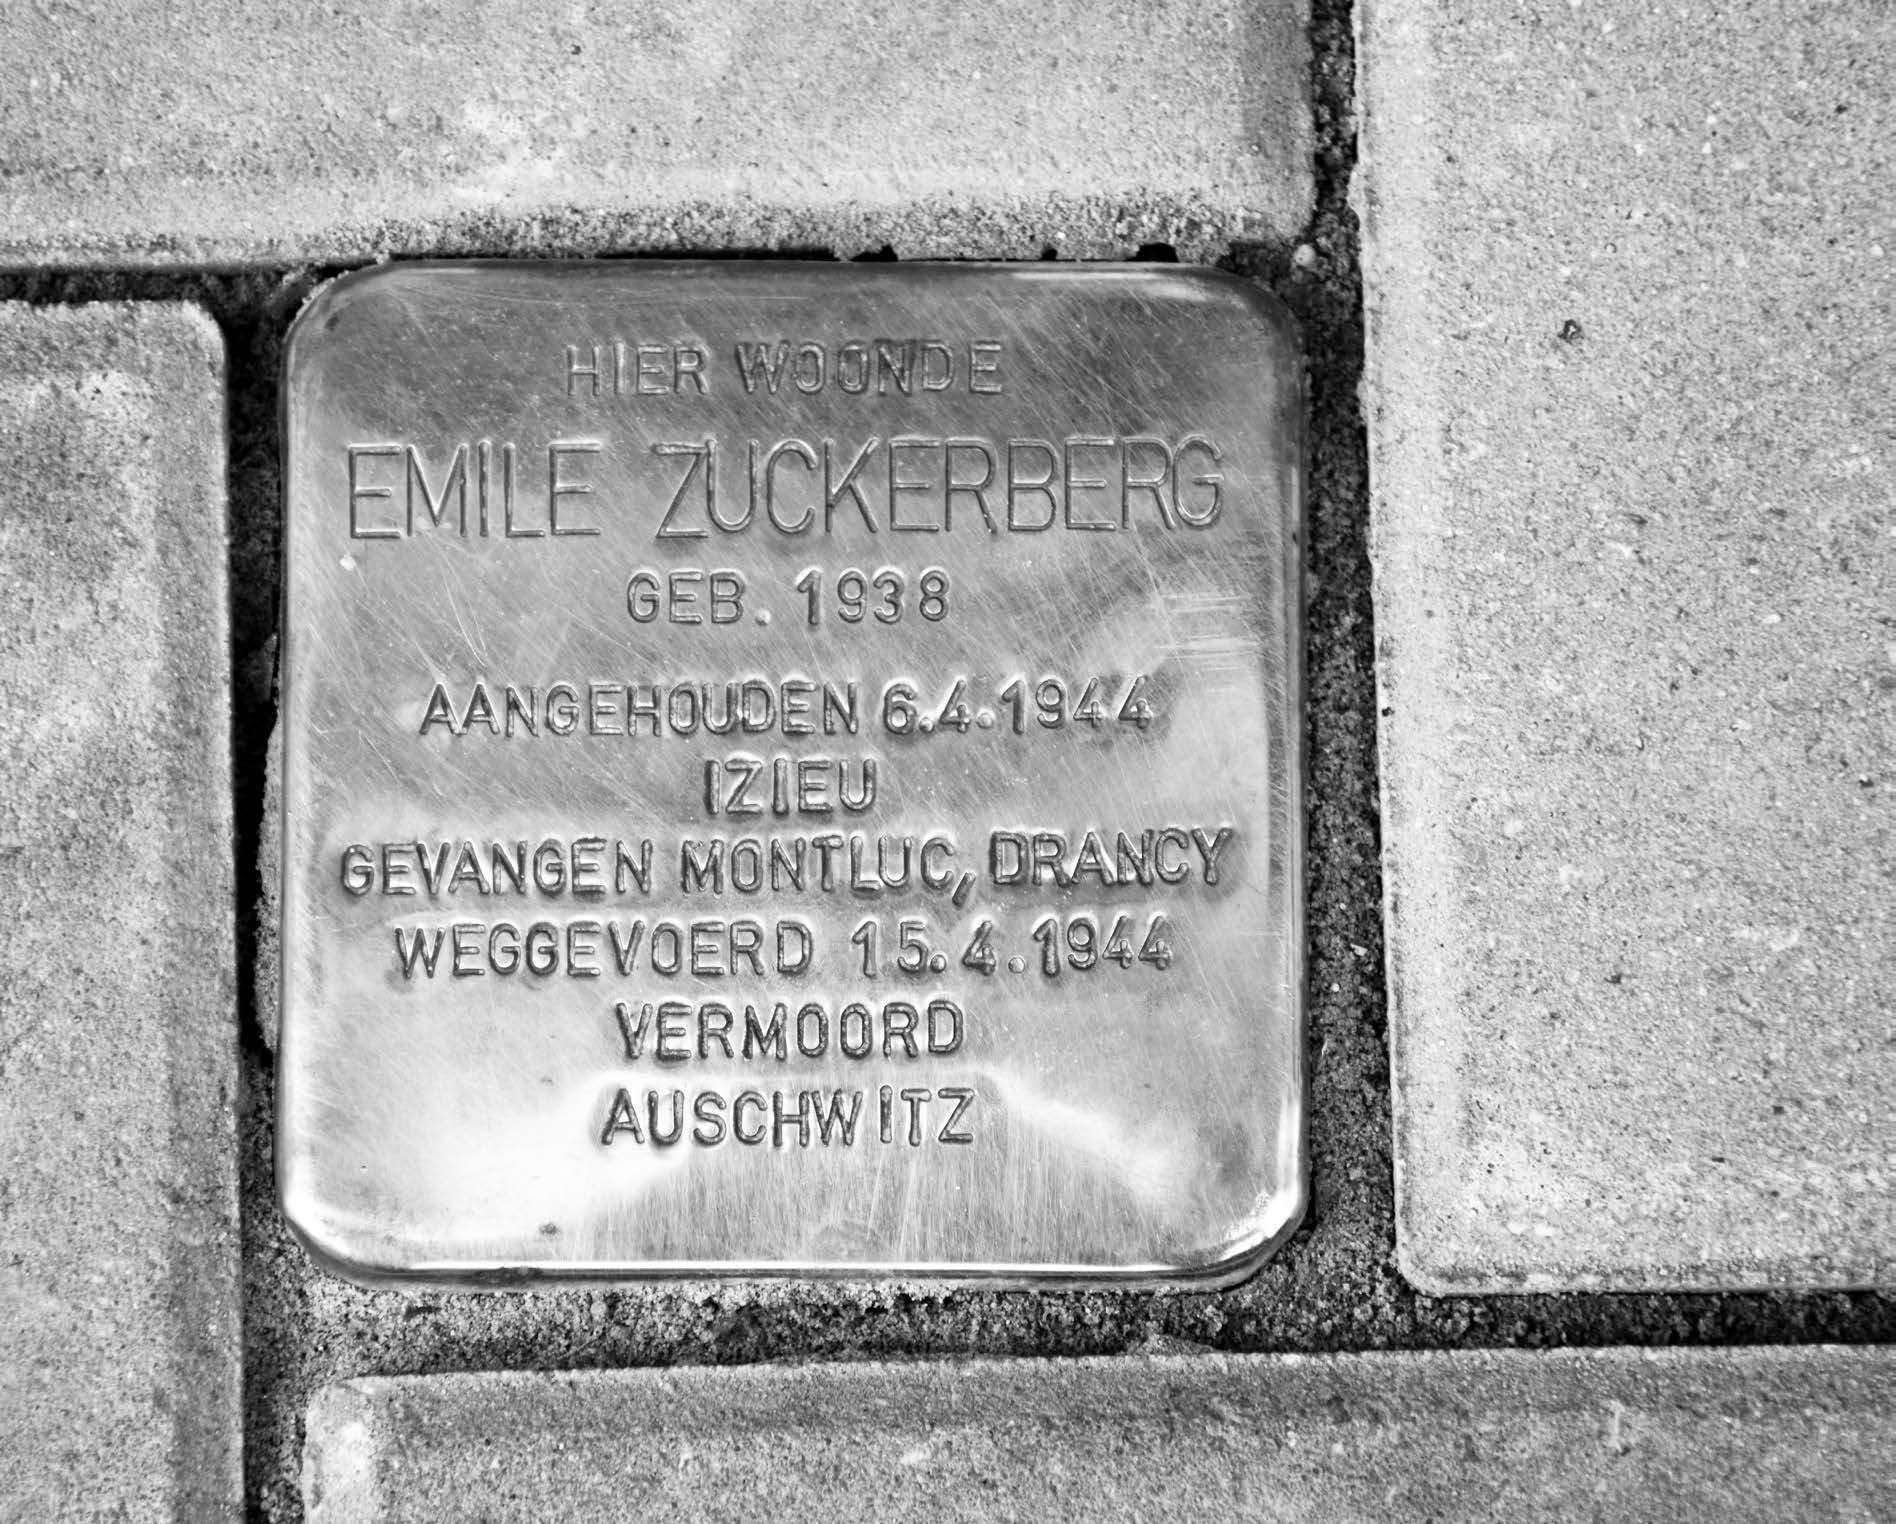 HIER WOONDE
EMILE ZUCKERBERG
GEB. 1938
AANGEHOUDEN 6.4.1944
IZIEU
GEVANGEN MONTLUC, DRANCY
WEGGEVOERD 15.4.1944
VERMOORD
AUSCHWITZ